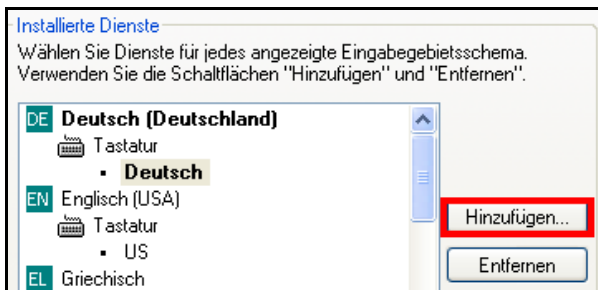 Installierte Dienste
Wählen Sie Dienste für jedes angezeigte Eingabegebietsschema.
Verwenden Sie die Schaltflächen "Hinzufügen" und "Entfernen".
DE Deutsch (Deutschland)
Tastatur
Deutsch
EN Englisch (USA)
Tastatur
US
EL Griechisch
Hinzufügen...
Entfernen